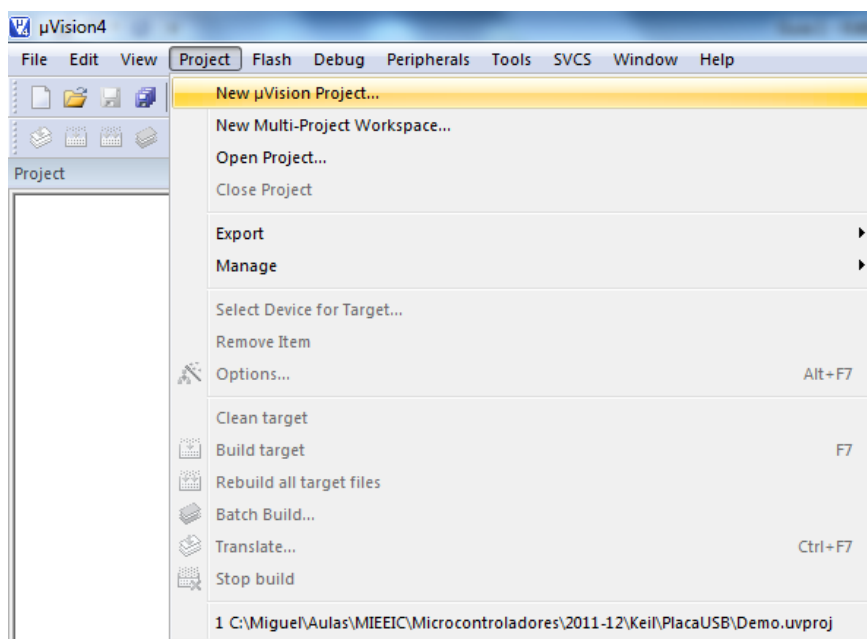 µVision4
File Edit View Project Flash Debug Peripherals Tools SVCS Window Help
New µVision Project...
New Multi-Project Workspace...
Open Project...
Project
Close Project
Export
Manage
Select Device for Target...
Remove Item
Options... Alt+F7
Clean target
Build target F7
Rebuild all target files
Batch Build...
Translate... Ctrl+F7
Stop build
1 C:\Miguel\Aulas\MIEEIC\Microcontroladores\2011-12\Keil\PlacaUSB\Demo.uvproj